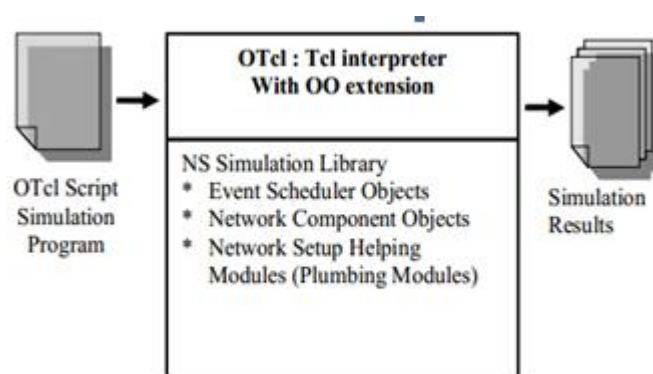 OTcl : Tcl interpreter
With OO extension
OTcl Script
Simulation
Program
NS Simulation Library
* Event Scheduler Objects
* Network Component Objects
* Network Setup Helping
Modules (Plumbing Modules)
Simulation
Results